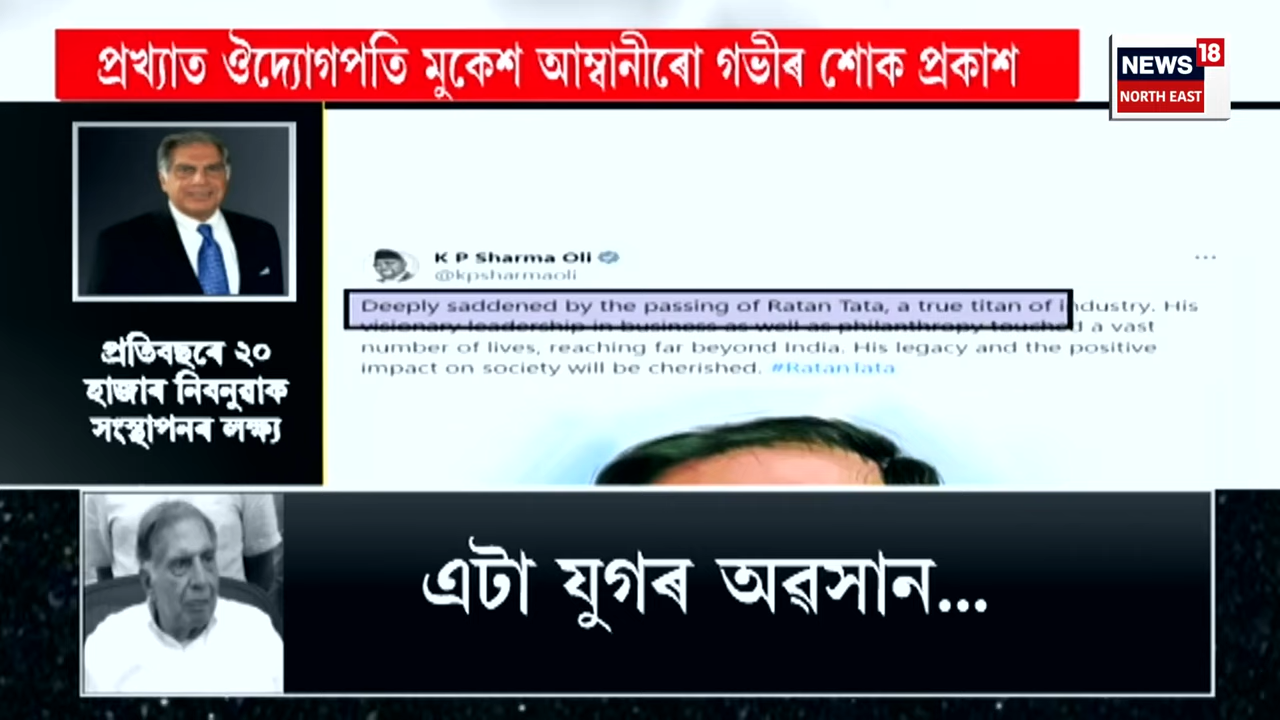 প্ৰখ্যাত ঔদ্যোগপতি মুকেশ আম্বানীৰো গভীৰ শোক প্ৰকাশ
NEWS 18
NORTH EAST
K P Sharma Oli
@kpsharmaoli
Deeply saddened by the passing of Ratan Tata, a true titan of industry. His
visionary leadership in business as well as philanthropy touched a vast
number of lives, reaching far beyond India. His legacy and the positive
impact on society will be cherished. #RatanTata
প্ৰতিবছৰে ২০
হাজাৰ নিবনুৱাক
সংস্থাপনৰ লক্ষ্য
এটা যুগৰ অৱসান...